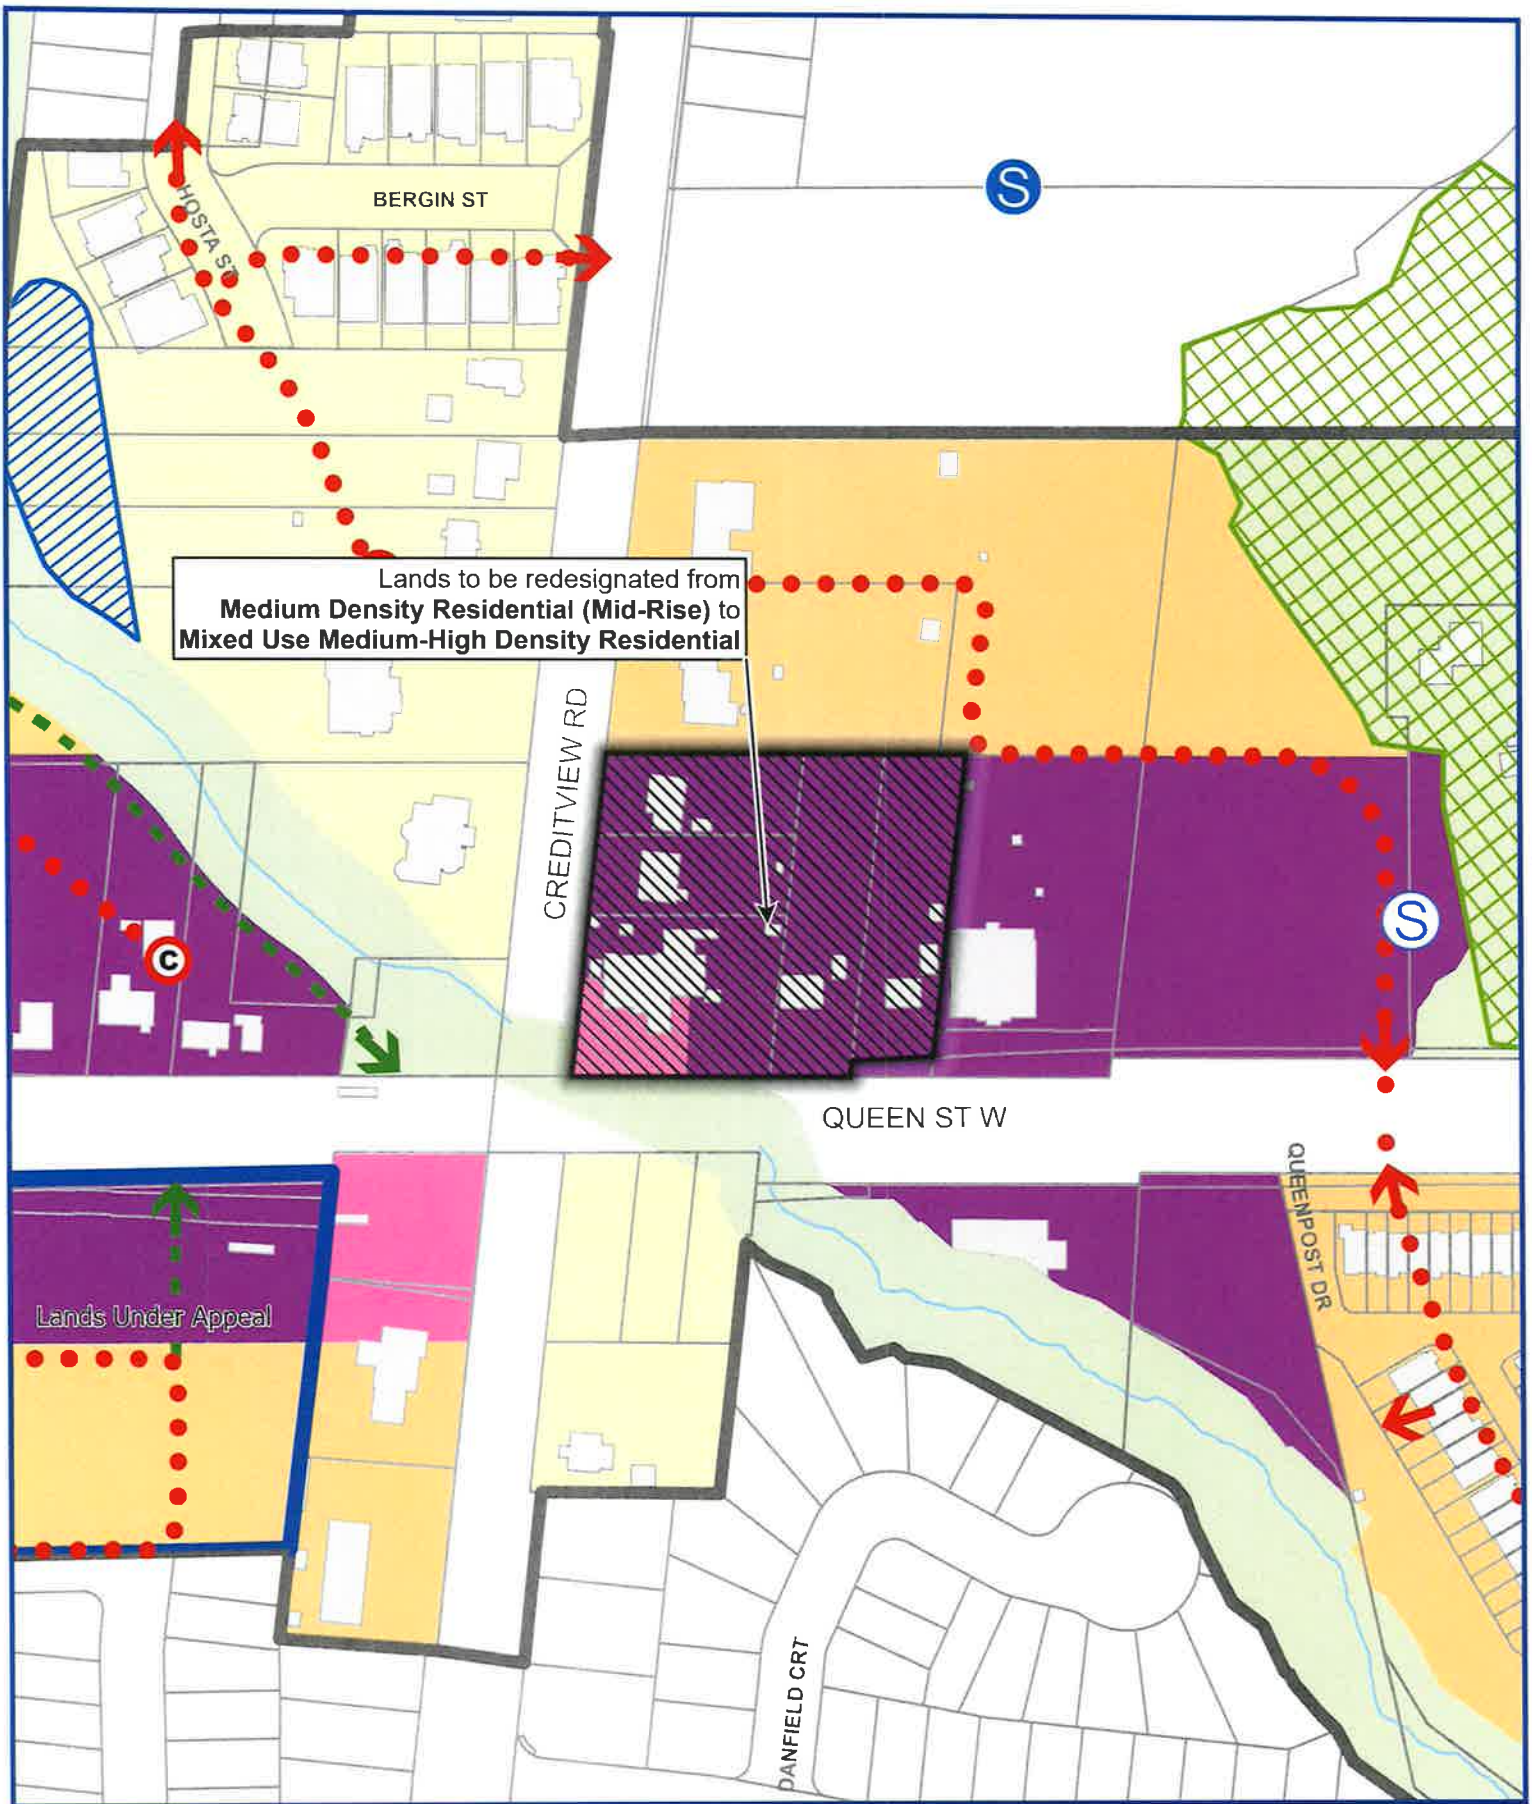 S
BERGIN ST
HOSTA ST
Lands to be redesignated from
Medium Density Residential (Mid-Rise) to
Mixed Use Medium-High Density Residential
CREDITVIEW RD
S
C
QUEEN ST W
QUEENPOST DR
Lands Under Appeal
DANFIELD CRT